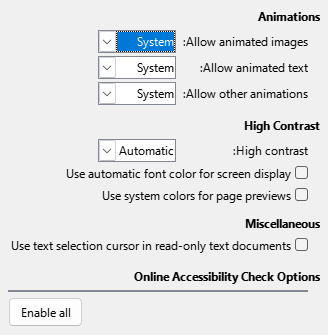 Animations
System :Allow animated images
System :Allow animated text
System :Allow other animations
High Contrast
Automatic :High contrast
Use automatic font color for screen display
Use system colors for page previews
Miscellaneous
Use text selection cursor in read-only text documents
Online Accessibility Check Options
Enable all